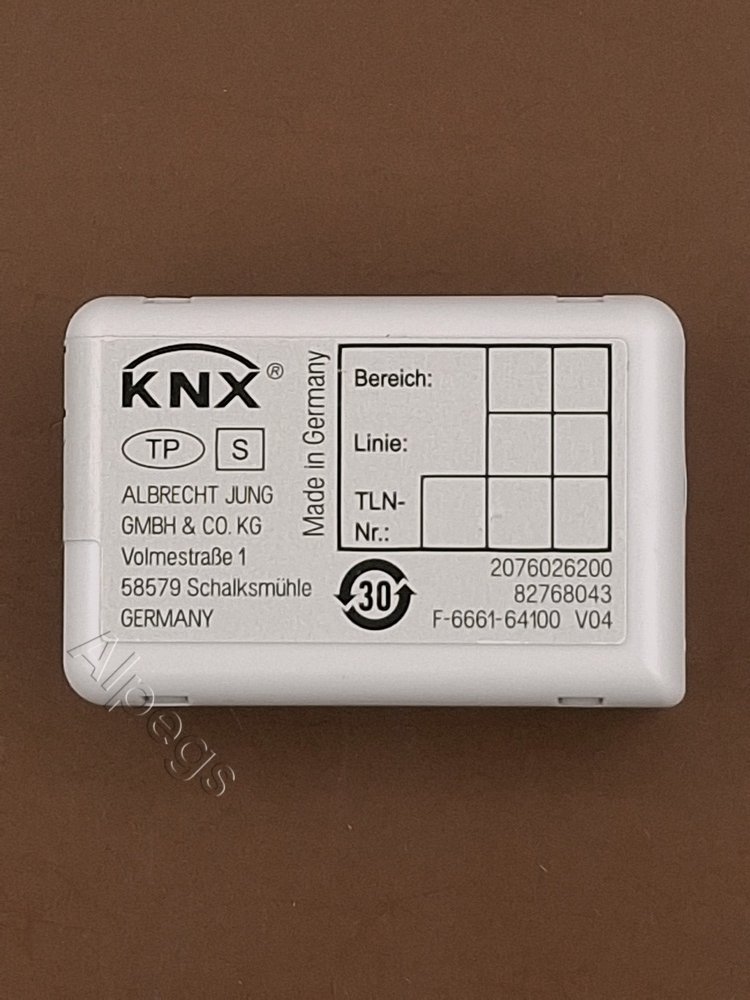 KNX®
TP S
ALBRECHT JUNG
GMBH & CO. KG
Volmestraße 1
58579 Schalksmühle
GERMANY
Made in Germany
Bereich:
Linie:
TLN-
Nr.:
30
2076026200
82768043
F-6661-64100 V04
Alpegs